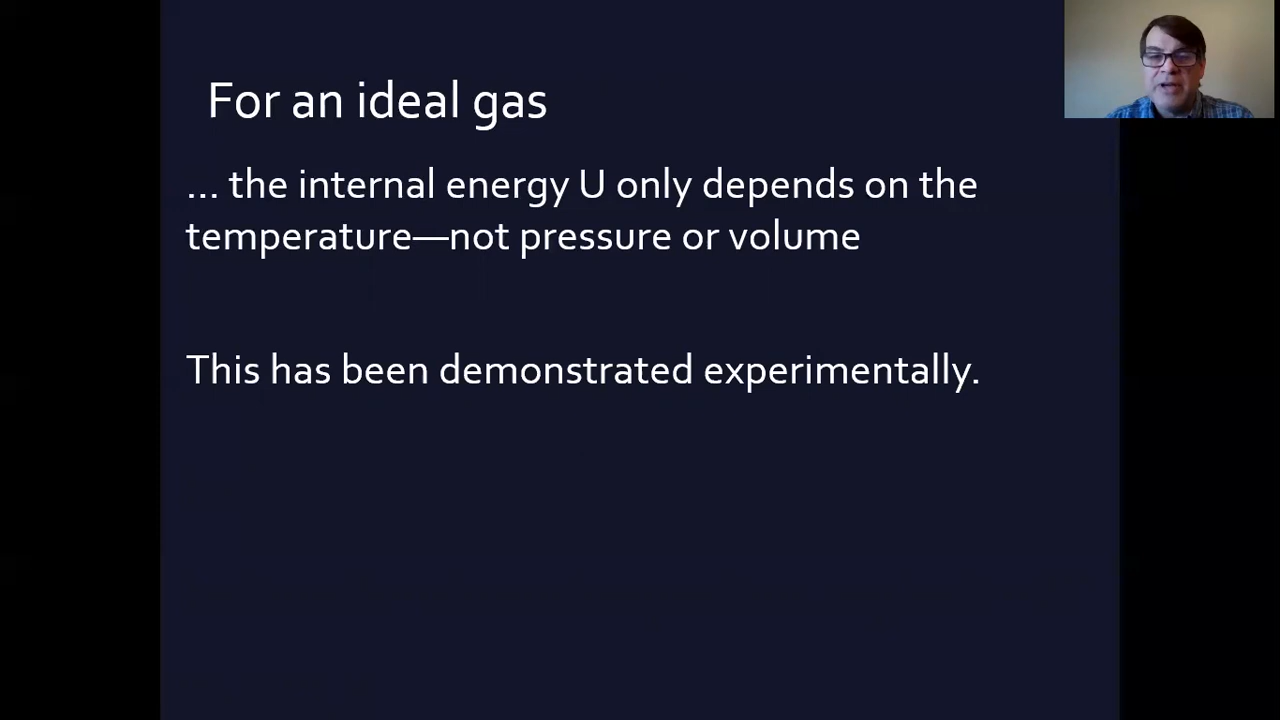 For an ideal gas
... the internal energy U only depends on the
temperature—not pressure or volume
This has been demonstrated experimentally.